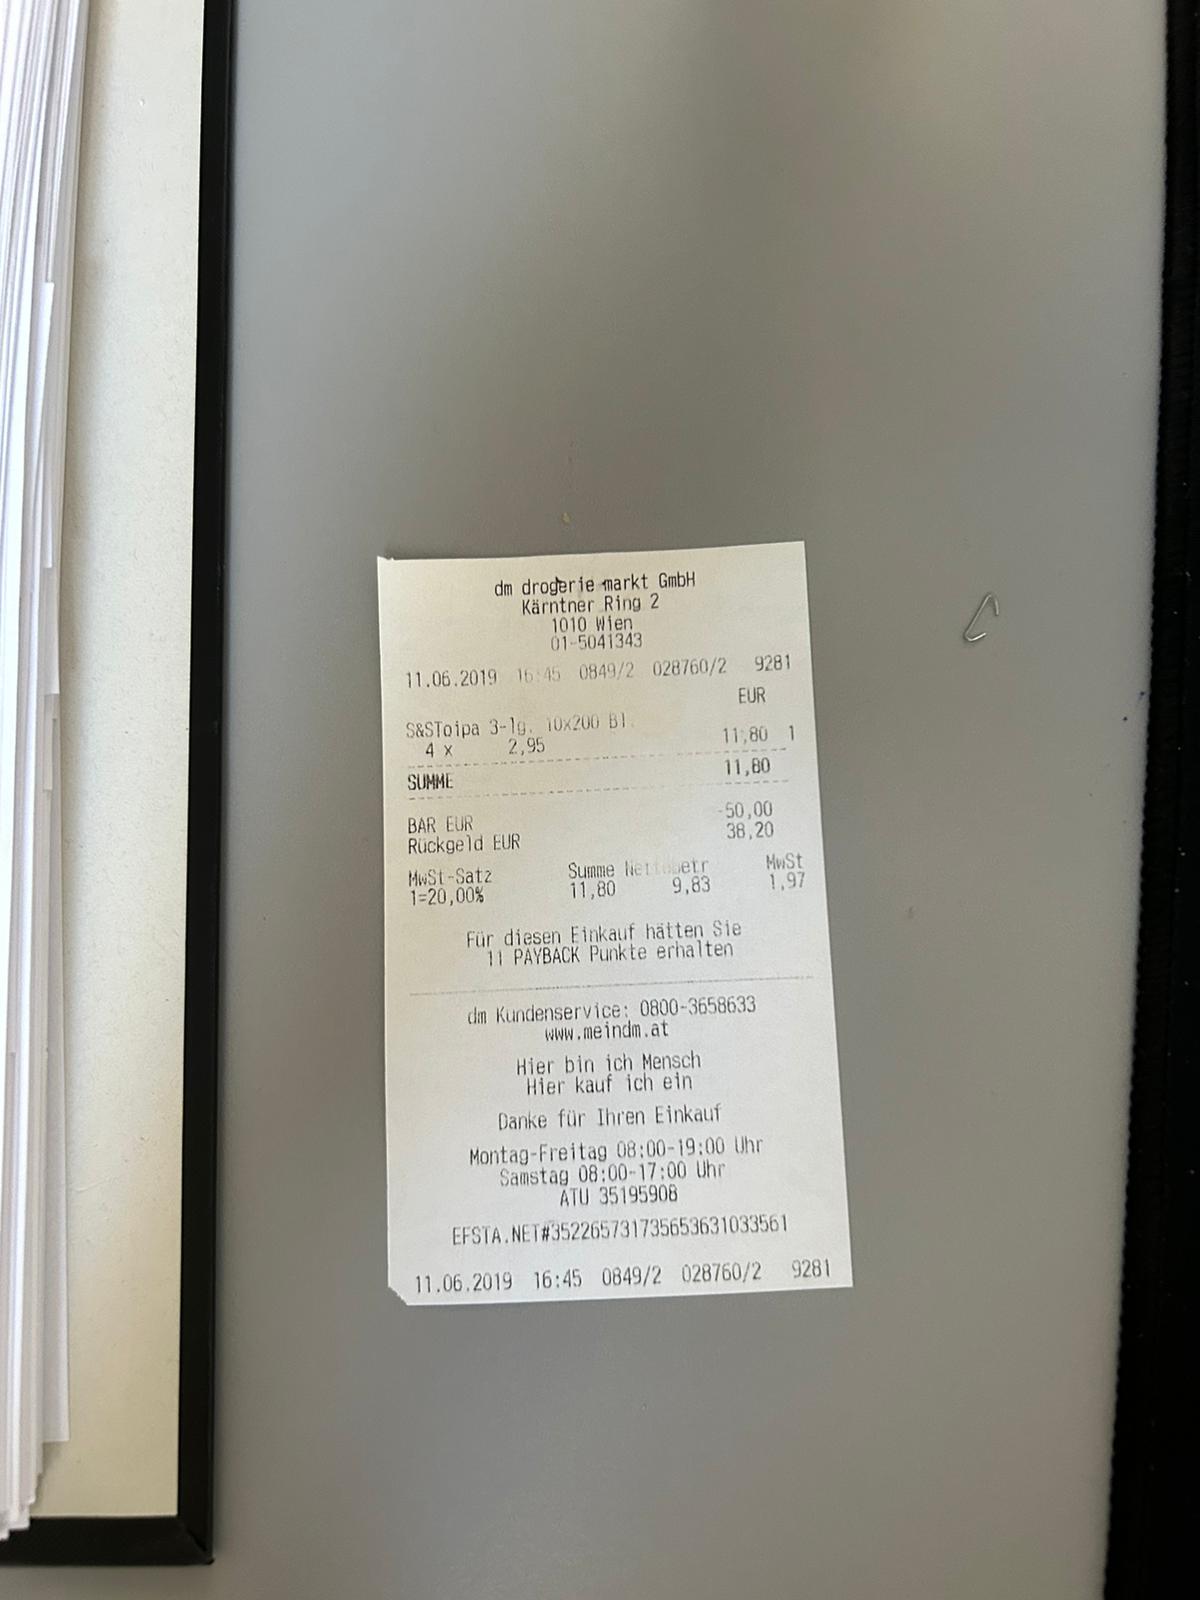 dm drogerie markt GmbH
Kärntner Ring 2
1010 Wien
01-5041343
11.06.2019 16:45 0849/2 028760/2 9281
EUR
S&SToipa 3-lg. 10x200 Bl.
4 x 2,95 11,80 1
SUMME 11,80
BAR EUR -50,00
Rückgeld EUR 38,20
MwSt-Satz Summe Nettobetr MwSt
1=20,00% 11,80 9,83 1,97
Für diesen Einkauf hätten Sie
11 PAYBACK Punkte erhalten
dm Kundenservice: 0800-3658633
www.meindm.at
Hier bin ich Mensch
Hier kauf ich ein
Danke für Ihren Einkauf
Montag-Freitag 08:00-19:00 Uhr
Samstag 08:00-17:00 Uhr
ATU 35195908
EFSTA.NET#352265731735653631033561
11.06.2019 16:45 0849/2 028760/2 9281